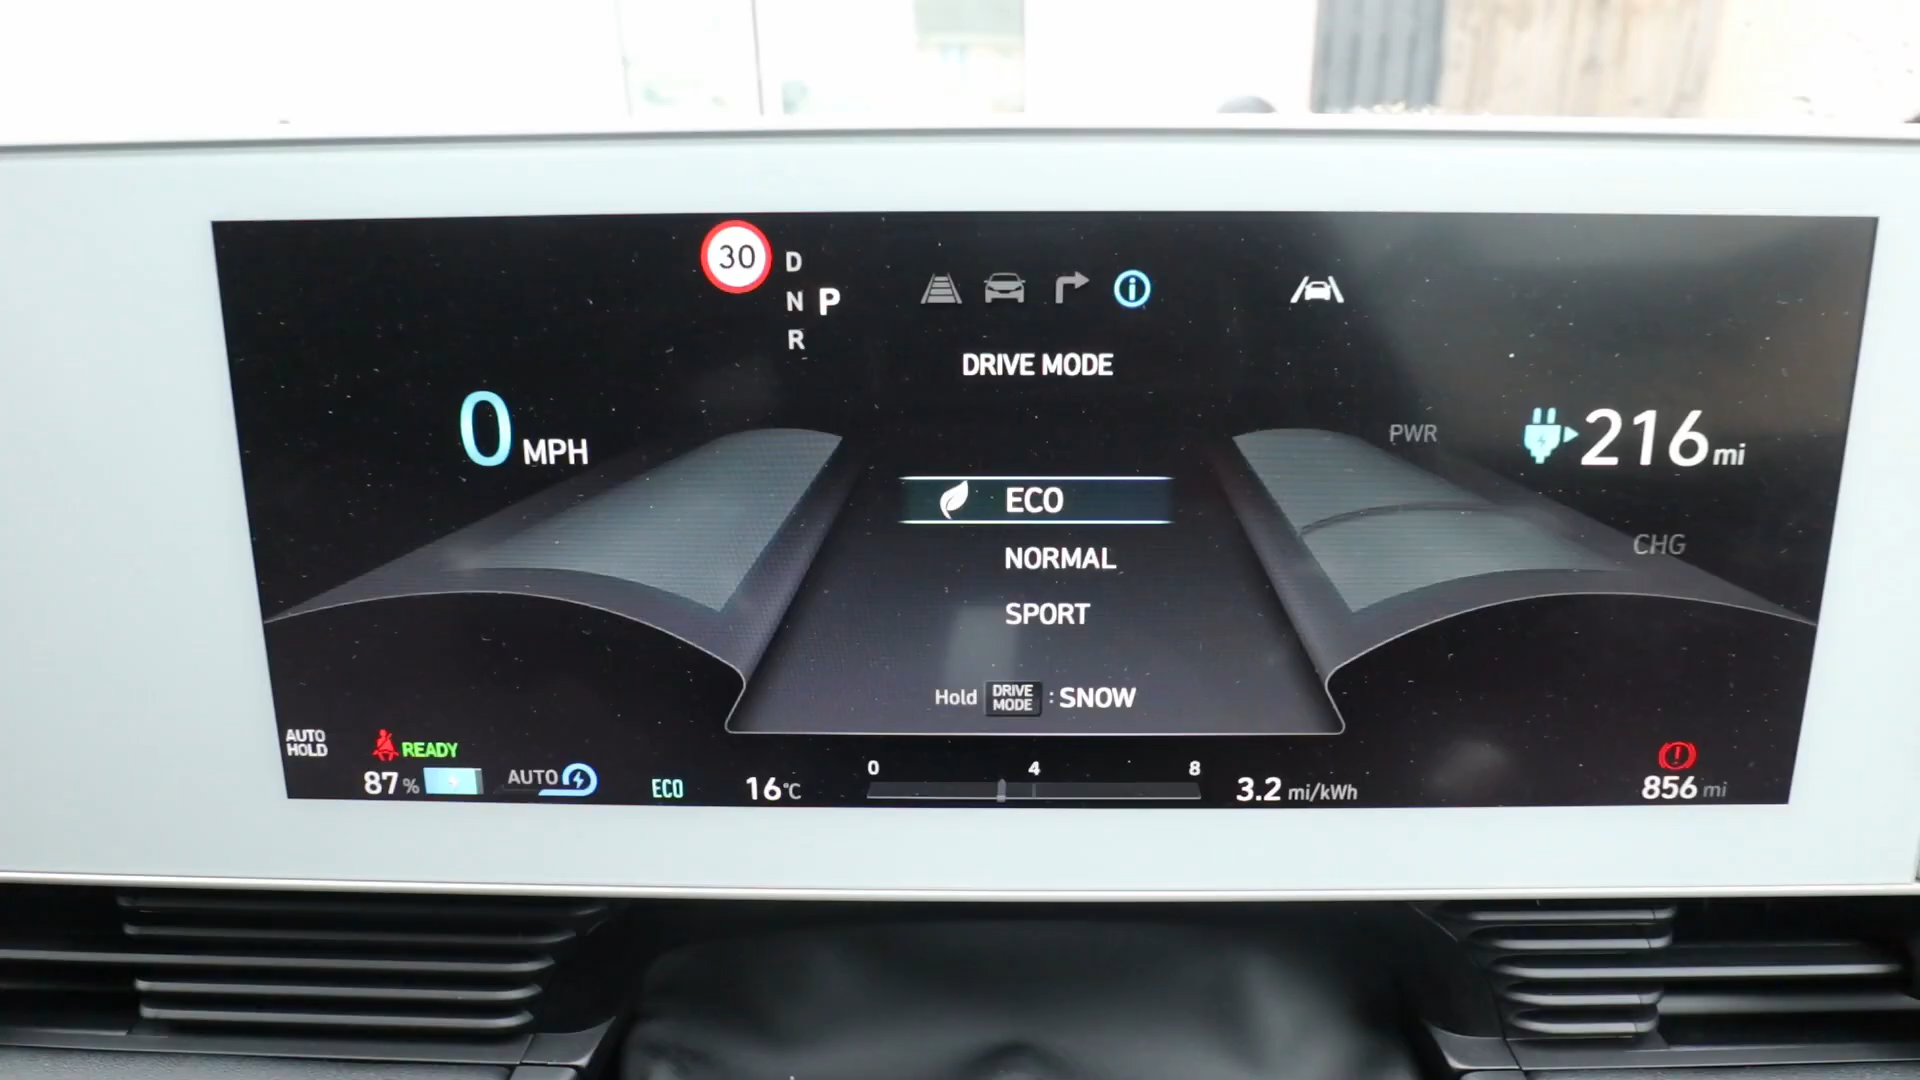 30
D
N P
R
DRIVE MODE
0 MPH
PWR
216 mi
ECO
CHG
NORMAL
SPORT
Hold DRIVE MODE : SNOW
AUTO HOLD
READY
87 %
AUTO
ECO
16°C
0 4 8
3.2 mi/kWh
856 mi